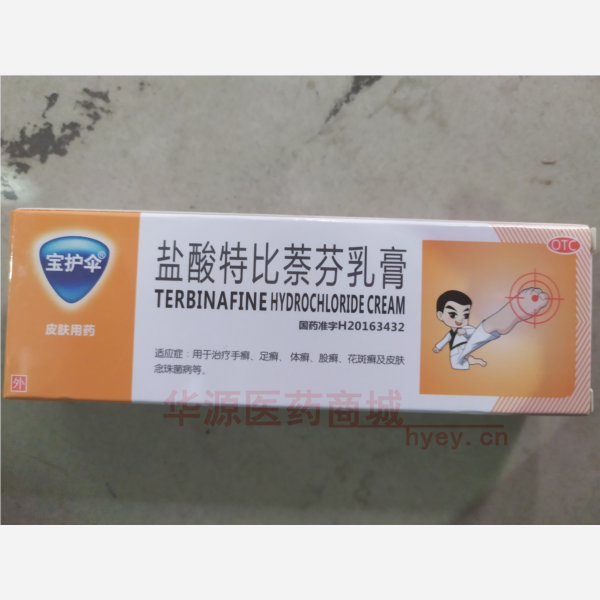 宝护伞®
皮肤用药
外
盐酸特比萘芬乳膏
TERBINAFINE HYDROCHLORIDE CREAM
国药准字H20163432
适应症:用于治疗手癣、足癣、体癣、股癣、花斑癣及皮肤
念珠菌病等。
OTC
华源医药商城
hyey.cn